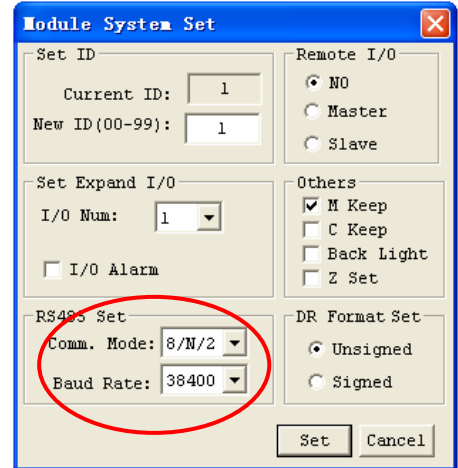 Module System Set
Set ID
Current ID: 1
New ID(00-99): 1
Remote I/O
NO
Master
Slave
Set Expand I/O
I/O Num: 1
I/O Alarm
Others
M Keep
C Keep
Back Light
Z Set
RS485 Set
Comm. Mode: 8/N/2
Baud Rate: 38400
DR Format Set
Unsigned
Signed
Set Cancel